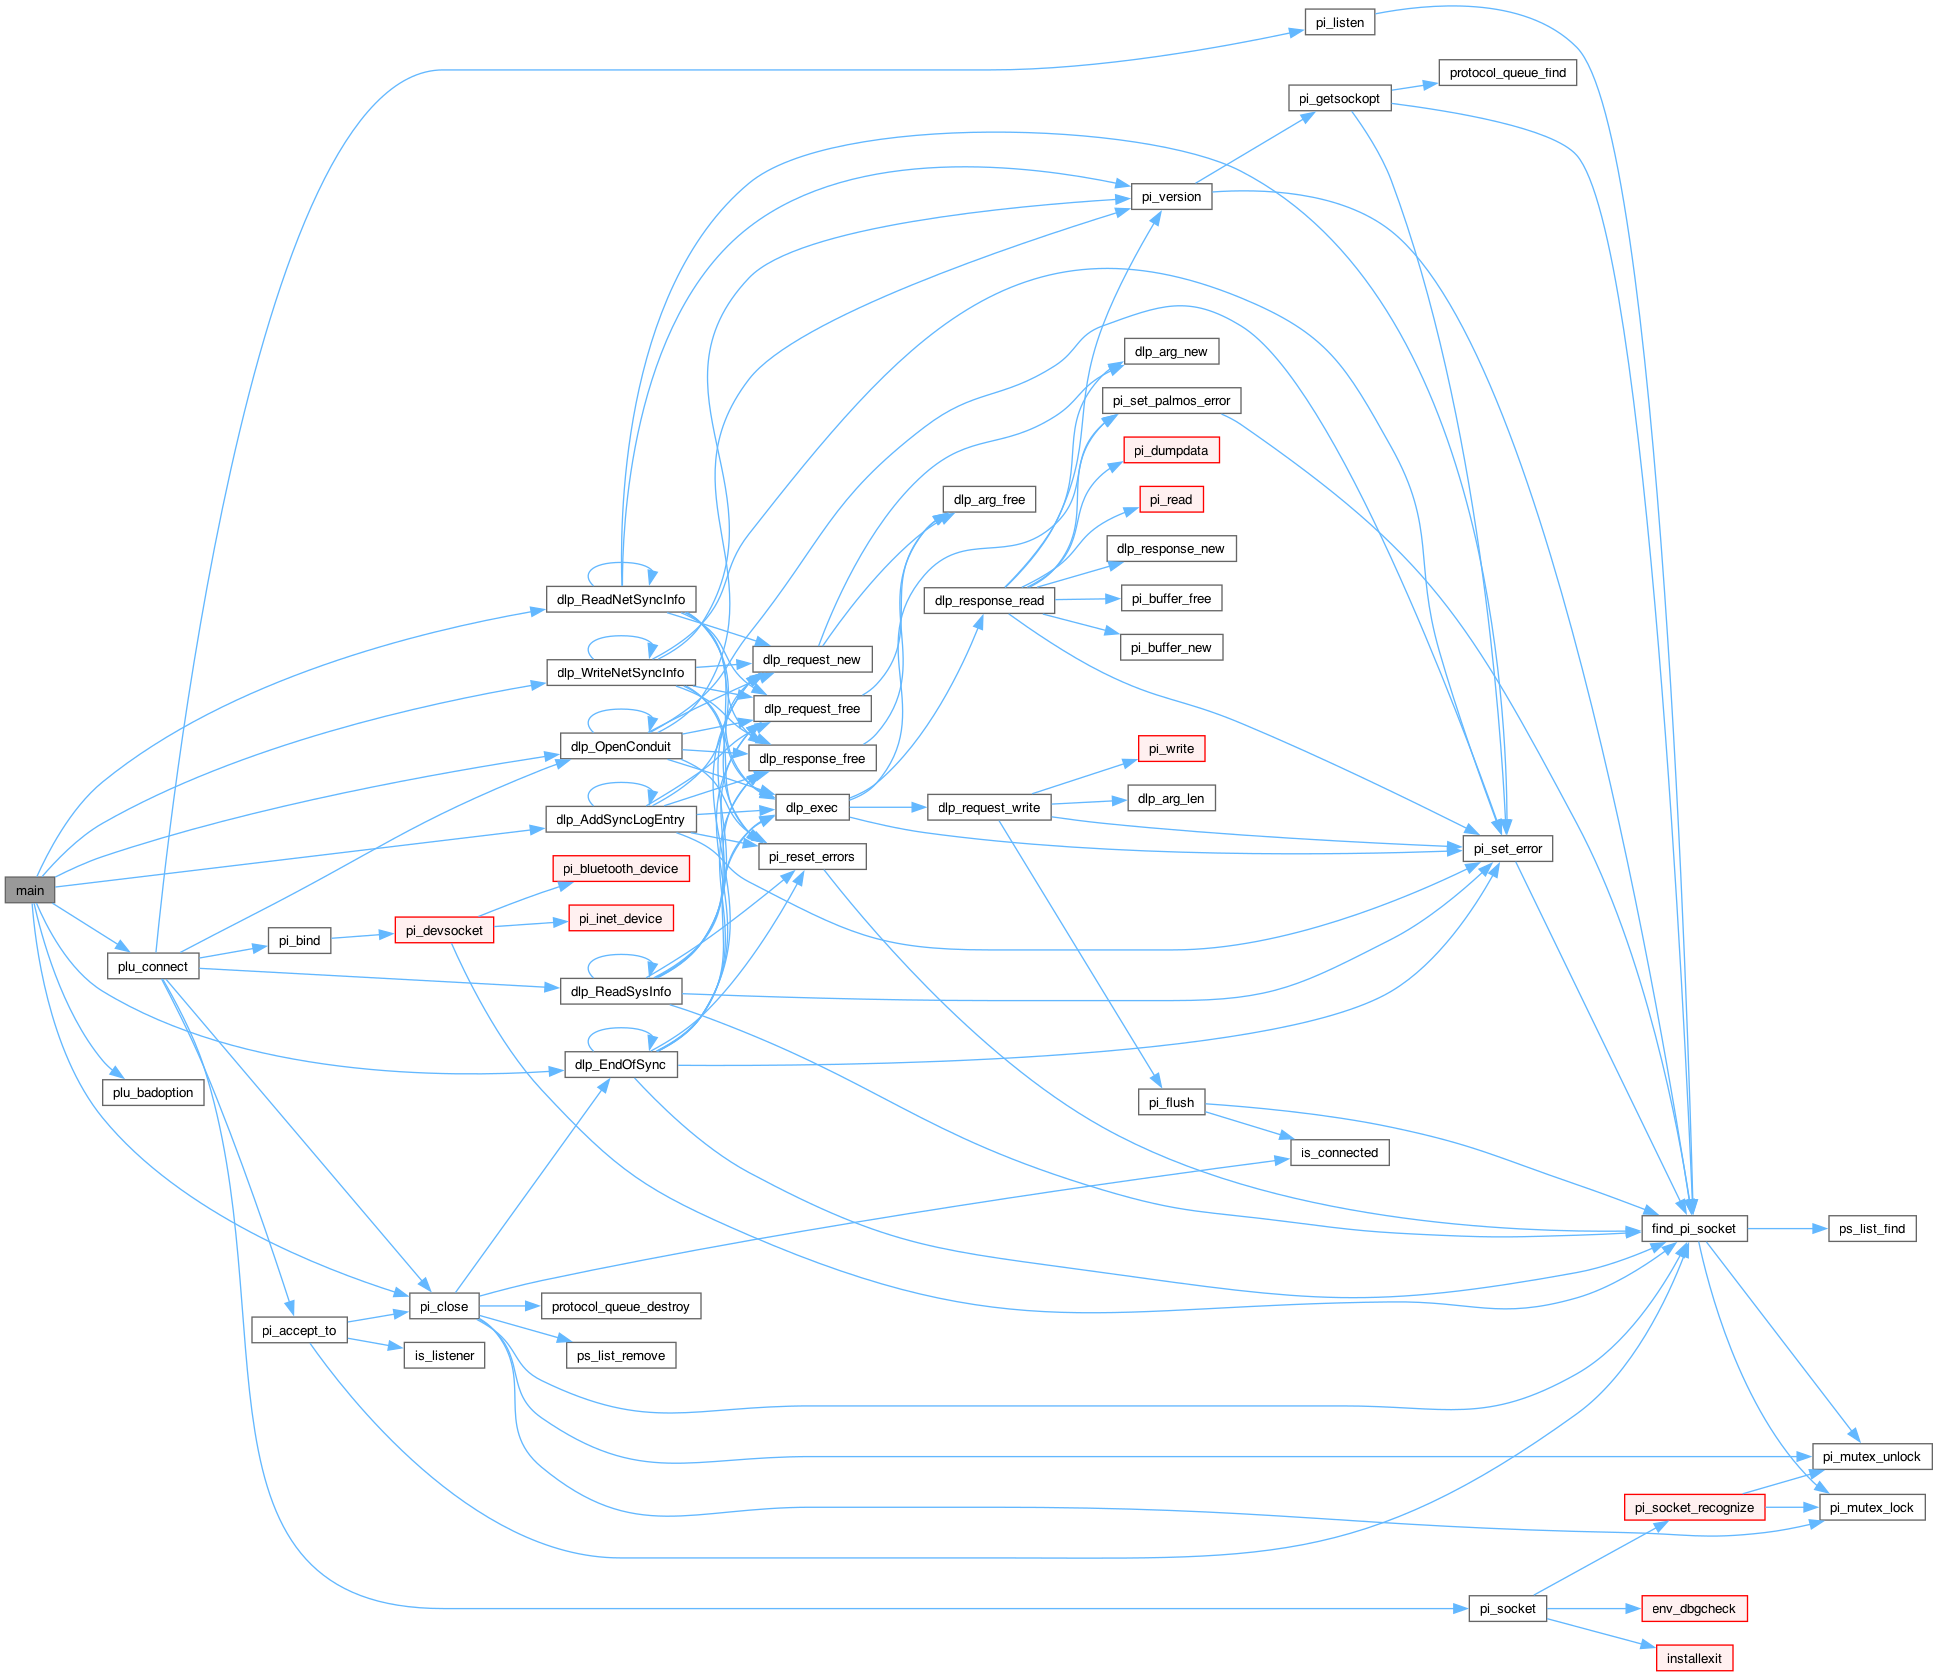 pi_listen
protocol_queue_find
pi_getsockopt
pi_version
dlp_arg_new
pi_set_palmos_error
pi_dumpdata
dlp_arg_free
pi_read
dlp_response_new
dlp_ReadNetSyncInfo
dlp_response_read
pi_buffer_free
pi_buffer_new
dlp_request_new
dlp_WriteNetSyncInfo
dlp_request_free
dlp_OpenConduit
dlp_response_free
pi_write
dlp_exec
dlp_request_write
dlp_arg_len
dlp_AddSyncLogEntry
pi_reset_errors
pi_set_error
pi_bluetooth_device
main
pi_inet_device
pi_devsocket
pi_bind
plu_connect
dlp_ReadSysInfo
dlp_EndOfSync
plu_badoption
pi_flush
is_connected
find_pi_socket
ps_list_find
pi_close
protocol_queue_destroy
pi_accept_to
is_listener
ps_list_remove
pi_mutex_unlock
pi_socket_recognize
pi_mutex_lock
pi_socket
env_dbgcheck
installexit